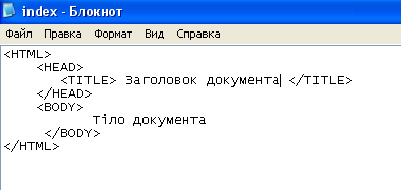 index - Блокнот
Файл Правка Формат Вид Справка
<HTML>
<HEAD>
<TITLE> Заголовок документа </TITLE>
</HEAD>
<BODY>
Тіло документа
</BODY>
</HTML>